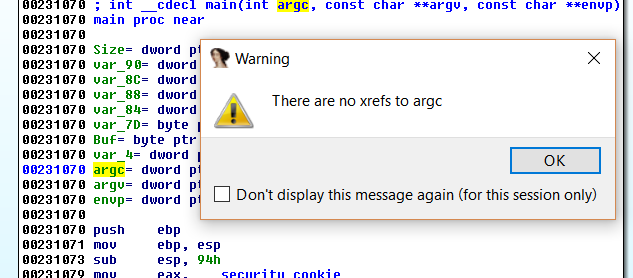 00231070 ; int __cdecl main(int argc, const char **argv, const char **envp)
00231070 main proc near
00231070
00231070 Size= dword pt
00231070 var_90= dword
00231070 var_8C= dword
00231070 var_88= dword
00231070 var_84= dword
00231070 var_7D= byte p
00231070 Buf= byte ptr
00231070 var_4= dword p
00231070 argc= dword pt
00231070 argv= dword pt
00231070 envp= dword pt
00231070
00231070 push ebp
00231071 mov ebp, esp
00231073 sub esp, 94h
00231079 mov eax, ___security_cookie
Warning
There are no xrefs to argc
OK
Don't display this message again (for this session only)